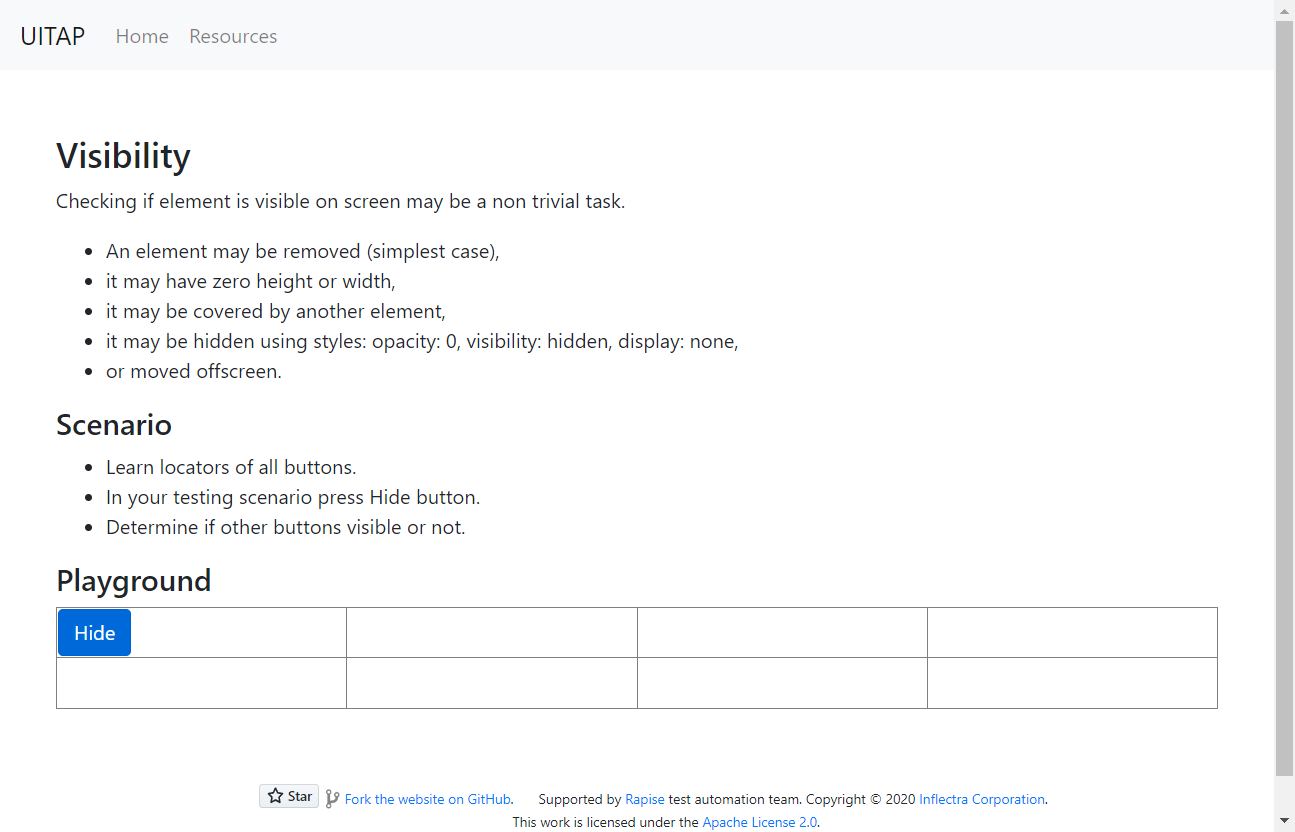 UITAP Home Resources
Visibility
Checking if element is visible on screen may be a non trivial task.
An element may be removed (simplest case),
it may have zero height or width,
it may be covered by another element,
it may be hidden using styles: opacity: 0, visibility: hidden, display: none,
or moved offscreen.
Scenario
Learn locators of all buttons.
In your testing scenario press Hide button.
Determine if other buttons visible or not.
Playground
Hide
Star Fork the website on GitHub. Supported by Rapise test automation team. Copyright © 2020 Inflectra Corporation.
This work is licensed under the Apache License 2.0.